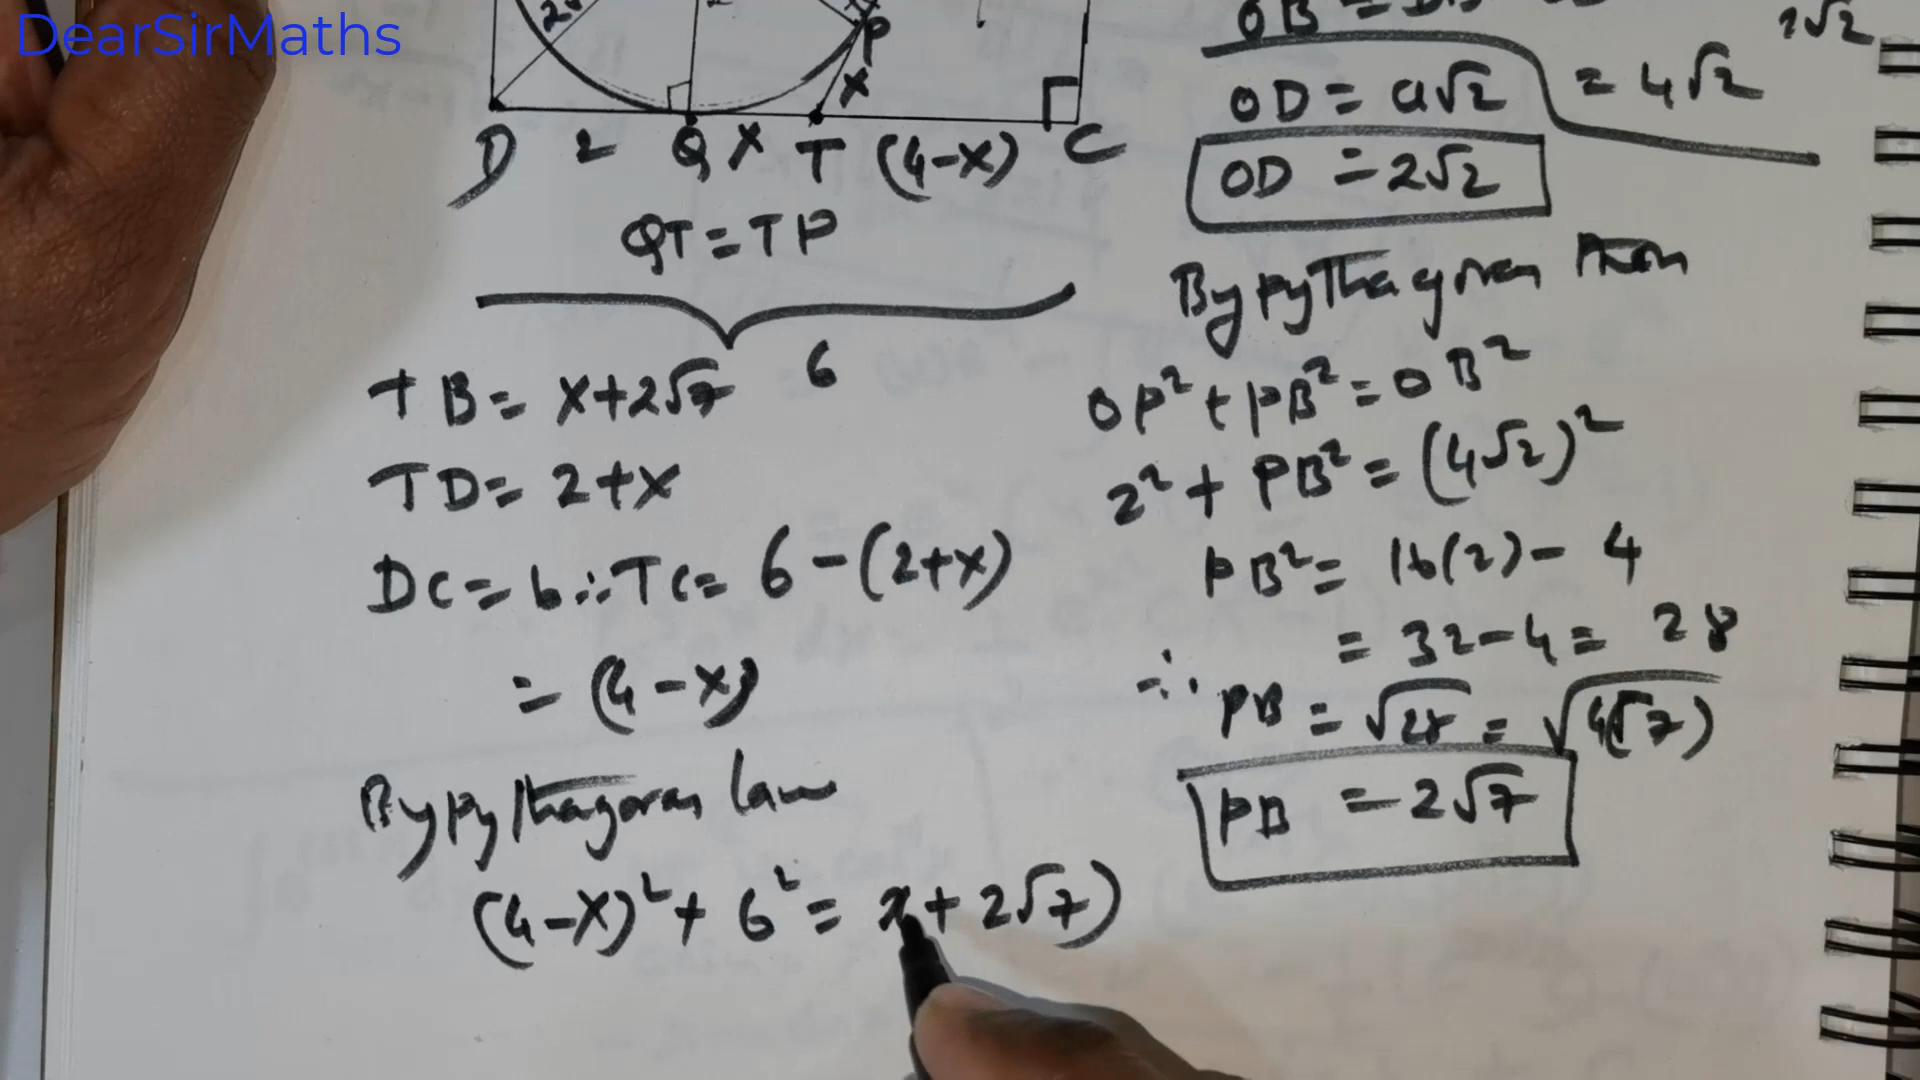 DearSirMaths
P
x
D 2 Q x T (4-x) C
QT = TP
6
TB = x+2√7
TD = 2+x
DC = 6 ∴ TC = 6-(2+x)
= (4-x)
By pythagoras law
(4-x)² + 6² = x+2√7)
OD = a√2
= 4√2
OD = 2√2
By pythagoras
OP² + PB² = OB²
2² + PB² = (4√2)²
PB² = 16(2) - 4
= 32-4 = 28
∴ PB = √28 = √4(7)
PB = 2√7